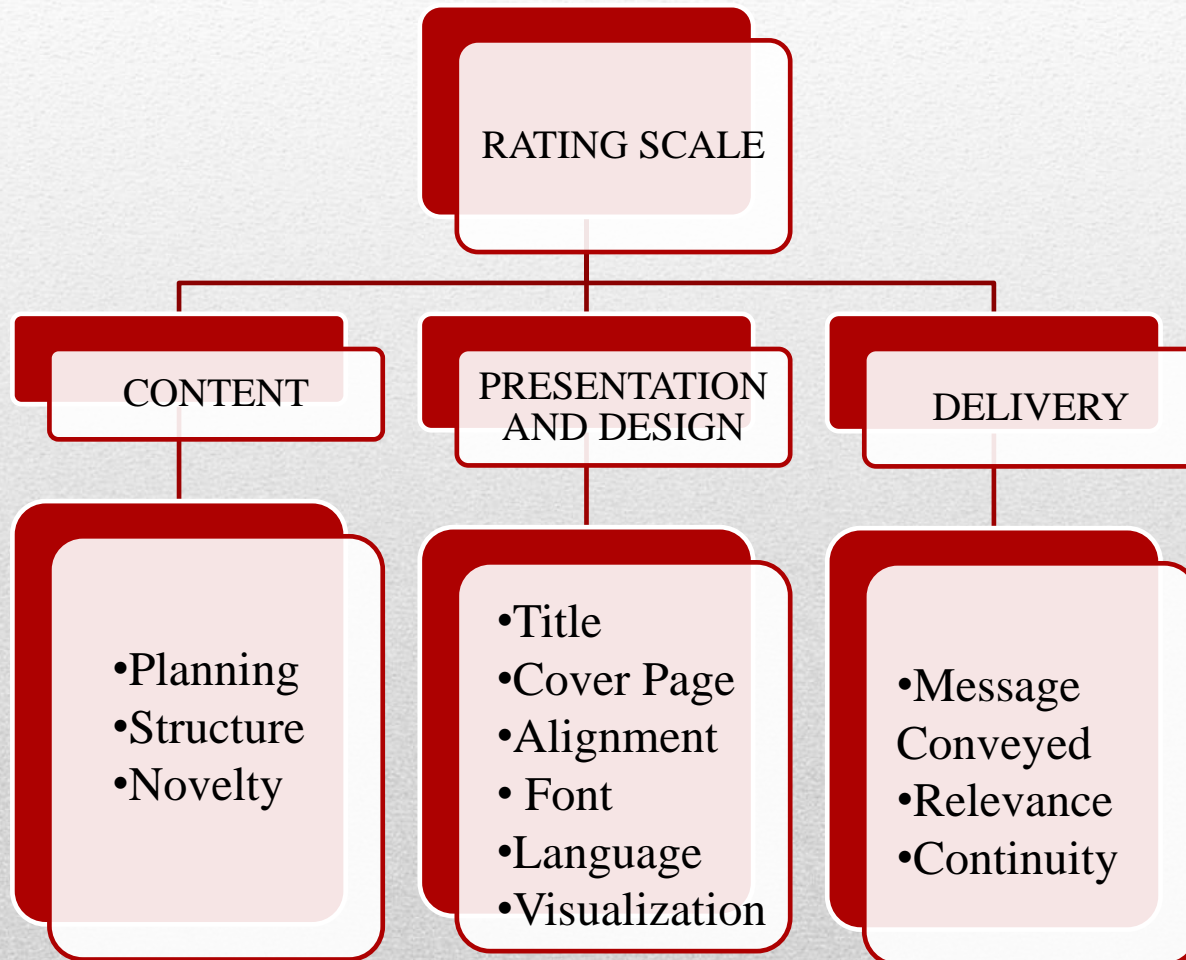 RATING SCALE
CONTENT
PRESENTATION
AND DESIGN
DELIVERY
•Planning
•Structure
•Novelty
•Title
•Cover Page
•Alignment
• Font
•Language
•Visualization
•Message
Conveyed
•Relevance
•Continuity